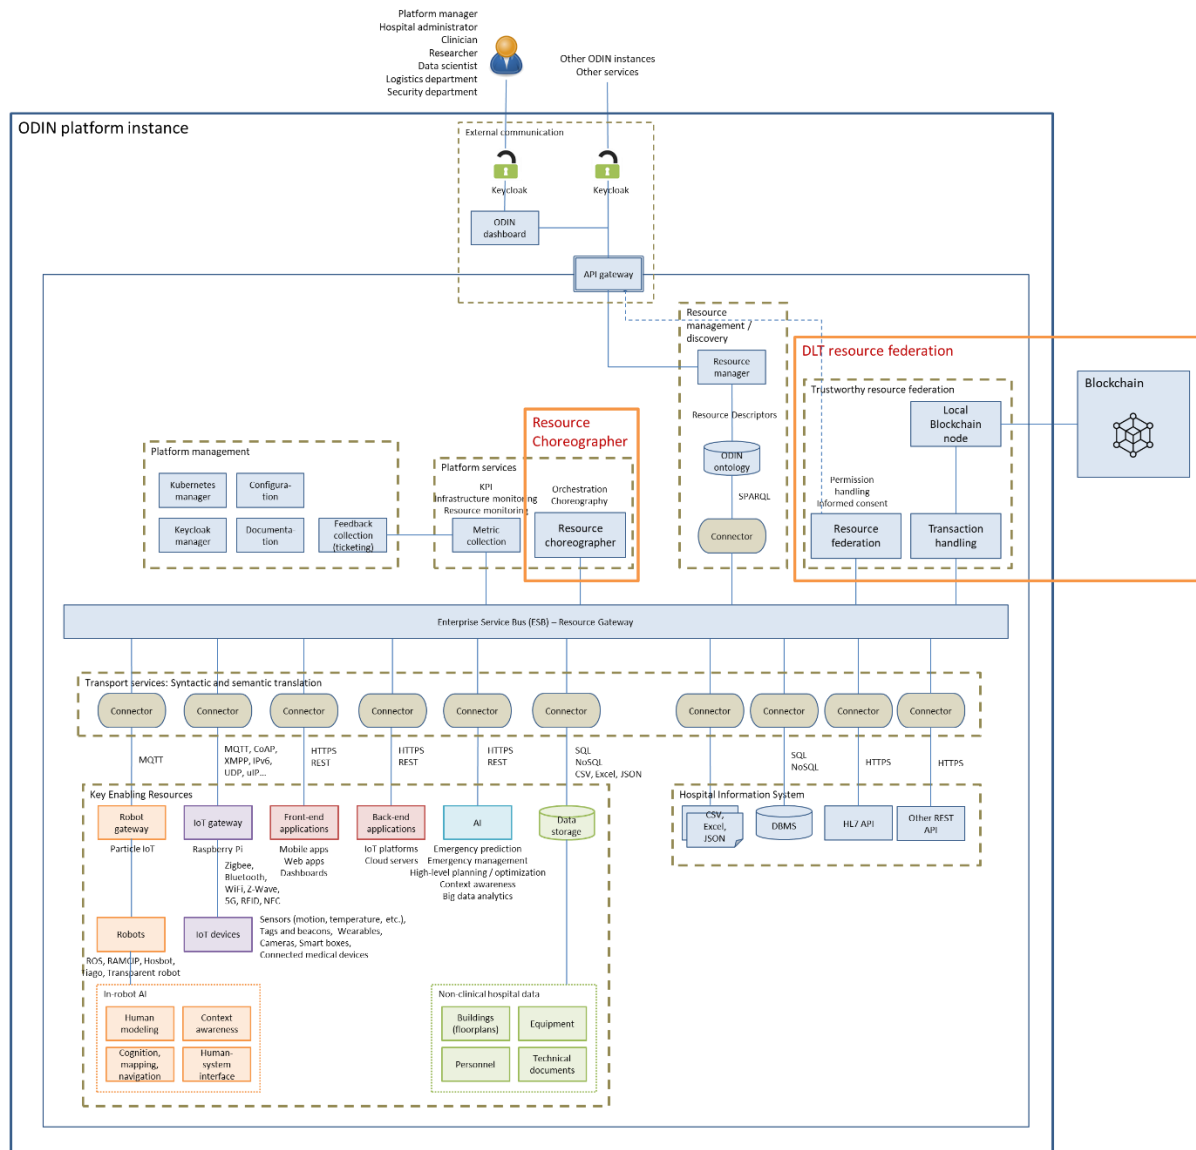 Platform manager
Hospital administrator
Clinician
Researcher
Data scientist
Logistics department
Security department
Other ODIN instances
Other services
ODIN platform instance
External communication
Keycloak
Keycloak
ODIN
dashboard
API gateway
Resource
management /
discovery
Resource
manager
Resource Descriptors
ODIN
ontology
SPARQL
Connector
DLT resource federation
Trustworthy resource federation
Local
Blockchain
node
Blockchain
Permission
handling
Informed consent
Resource
federation
Transaction
handling
Resource
Choreographer
Platform management
Kubernetes
manager
Configura-
tion
Keycloak
manager
Documenta-
tion
Feedback
collection
(ticketing)
Platform services
KPI
Infrastructure monitoring
Resource monitoring
Metric
collection
Orchestration
Choreography
Resource
choreographer
Enterprise Service Bus (ESB) – Resource Gateway
Transport services: Syntactic and semantic translation
Connector
Connector
Connector
Connector
Connector
Connector
Connector
Connector
Connector
Connector
MQTT
MQTT, CoAP,
XMPP, IPv6,
UDP, uIP...
HTTPS
REST
HTTPS
REST
HTTPS
REST
SQL
NoSQL
CSV, Excel, JSON
SQL
NoSQL
HTTPS
HTTPS
Key Enabling Resources
Robot
gateway
Particle IoT
IoT gateway
Raspberry Pi
Zigbee,
Bluetooth,
WiFi, Z-Wave,
5G, RFID, NFC
Front-end
applications
Mobile apps
Web apps
Dashboards
Back-end
applications
IoT platforms
Cloud servers
AI
Emergency prediction
Emergency management
High-level planning / optimization
Context awareness
Big data analytics
Data
storage
Hospital Information System
CSV,
Excel,
JSON
DBMS
HL7 API
Other REST
API
Robots
ROS, RAMCIP, Hosbot,
Tiago, Transparent robot
IoT devices
Sensors (motion, temperature, etc.),
Tags and beacons, Wearables,
Cameras, Smart boxes,
Connected medical devices
In-robot AI
Human
modeling
Context
awareness
Cognition,
mapping,
navigation
Human-
system
interface
Non-clinical hospital data
Buildings
(floorplans)
Equipment
Personnel
Technical
documents